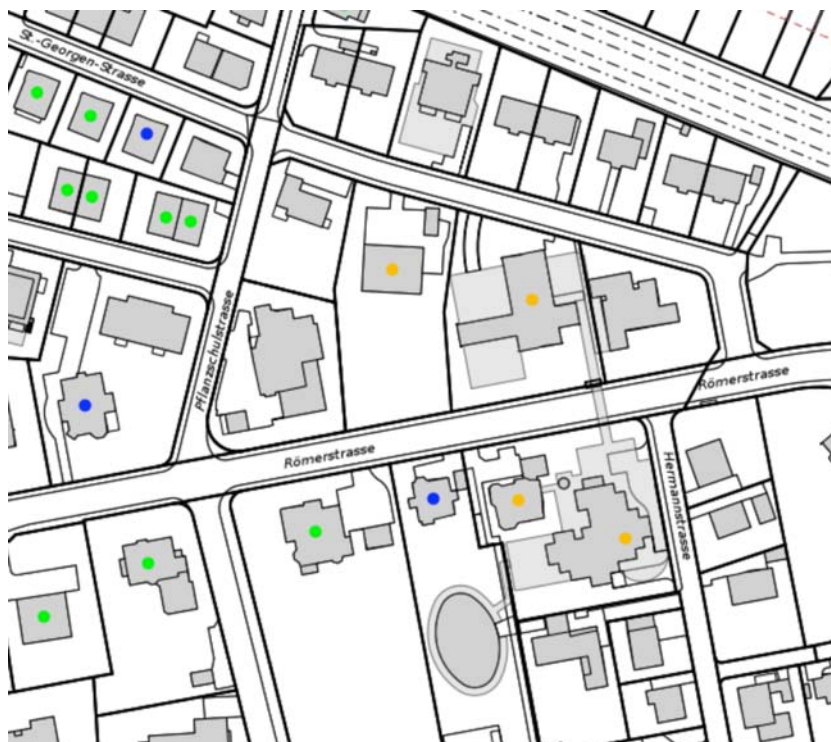 St.-Georgen-Strasse
Pflanzschulstrasse
Römerstrasse
Römerstrasse
Hermannstrasse